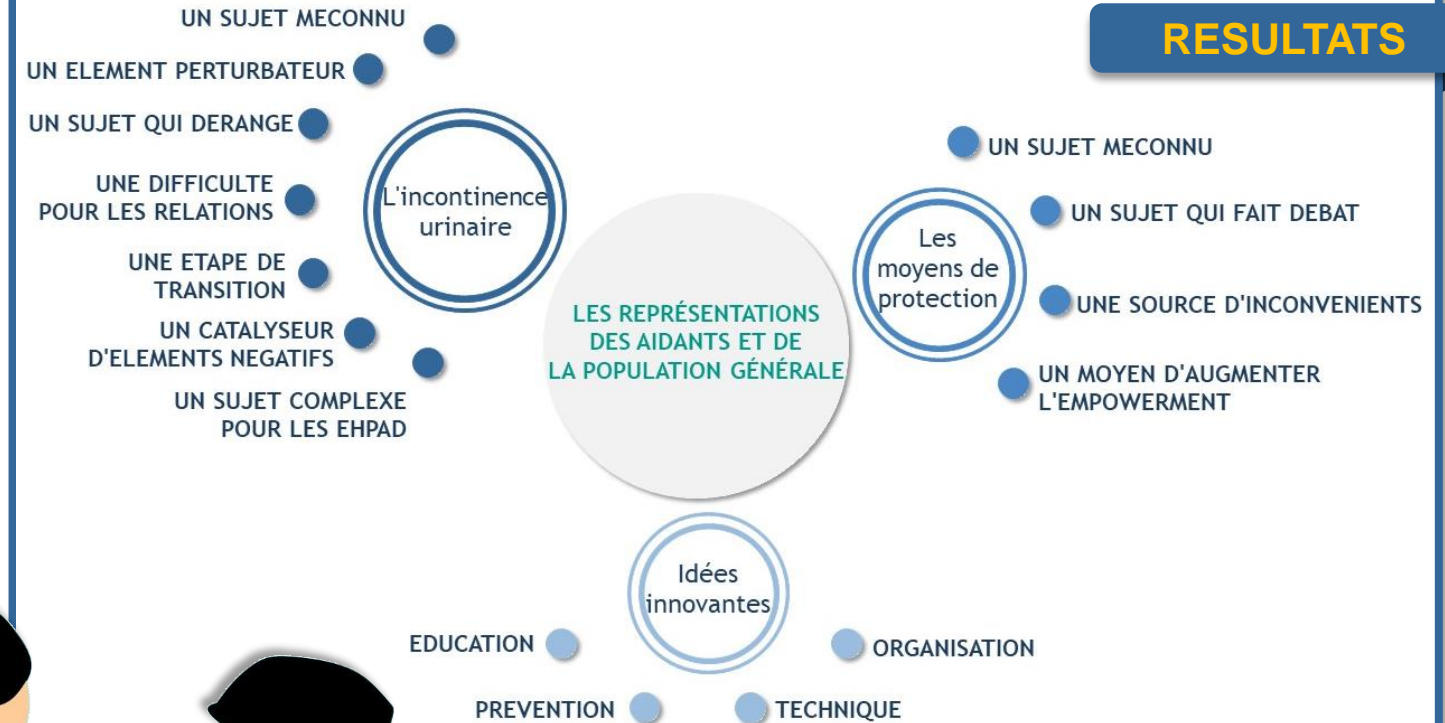 RESULTATS
UN SUJET MECONNU
UN ELEMENT PERTURBATEUR
UN SUJET QUI DERANGE
UNE DIFFICULTE
POUR LES RELATIONS
UNE ETAPE DE
TRANSITION
UN CATALYSEUR
D'ELEMENTS NEGATIFS
UN SUJET COMPLEXE
POUR LES EHPAD
L'incontinence
urinaire
LES REPRÉSENTATIONS
DES AIDANTS ET DE
LA POPULATION GÉNÉRALE
Les
moyens de
protection
UN SUJET MECONNU
UN SUJET QUI FAIT DEBAT
UNE SOURCE D'INCONVENIENTS
UN MOYEN D'AUGMENTER
L'EMPOWERMENT
Idées
innovantes
EDUCATION
PREVENTION
TECHNIQUE
ORGANISATION